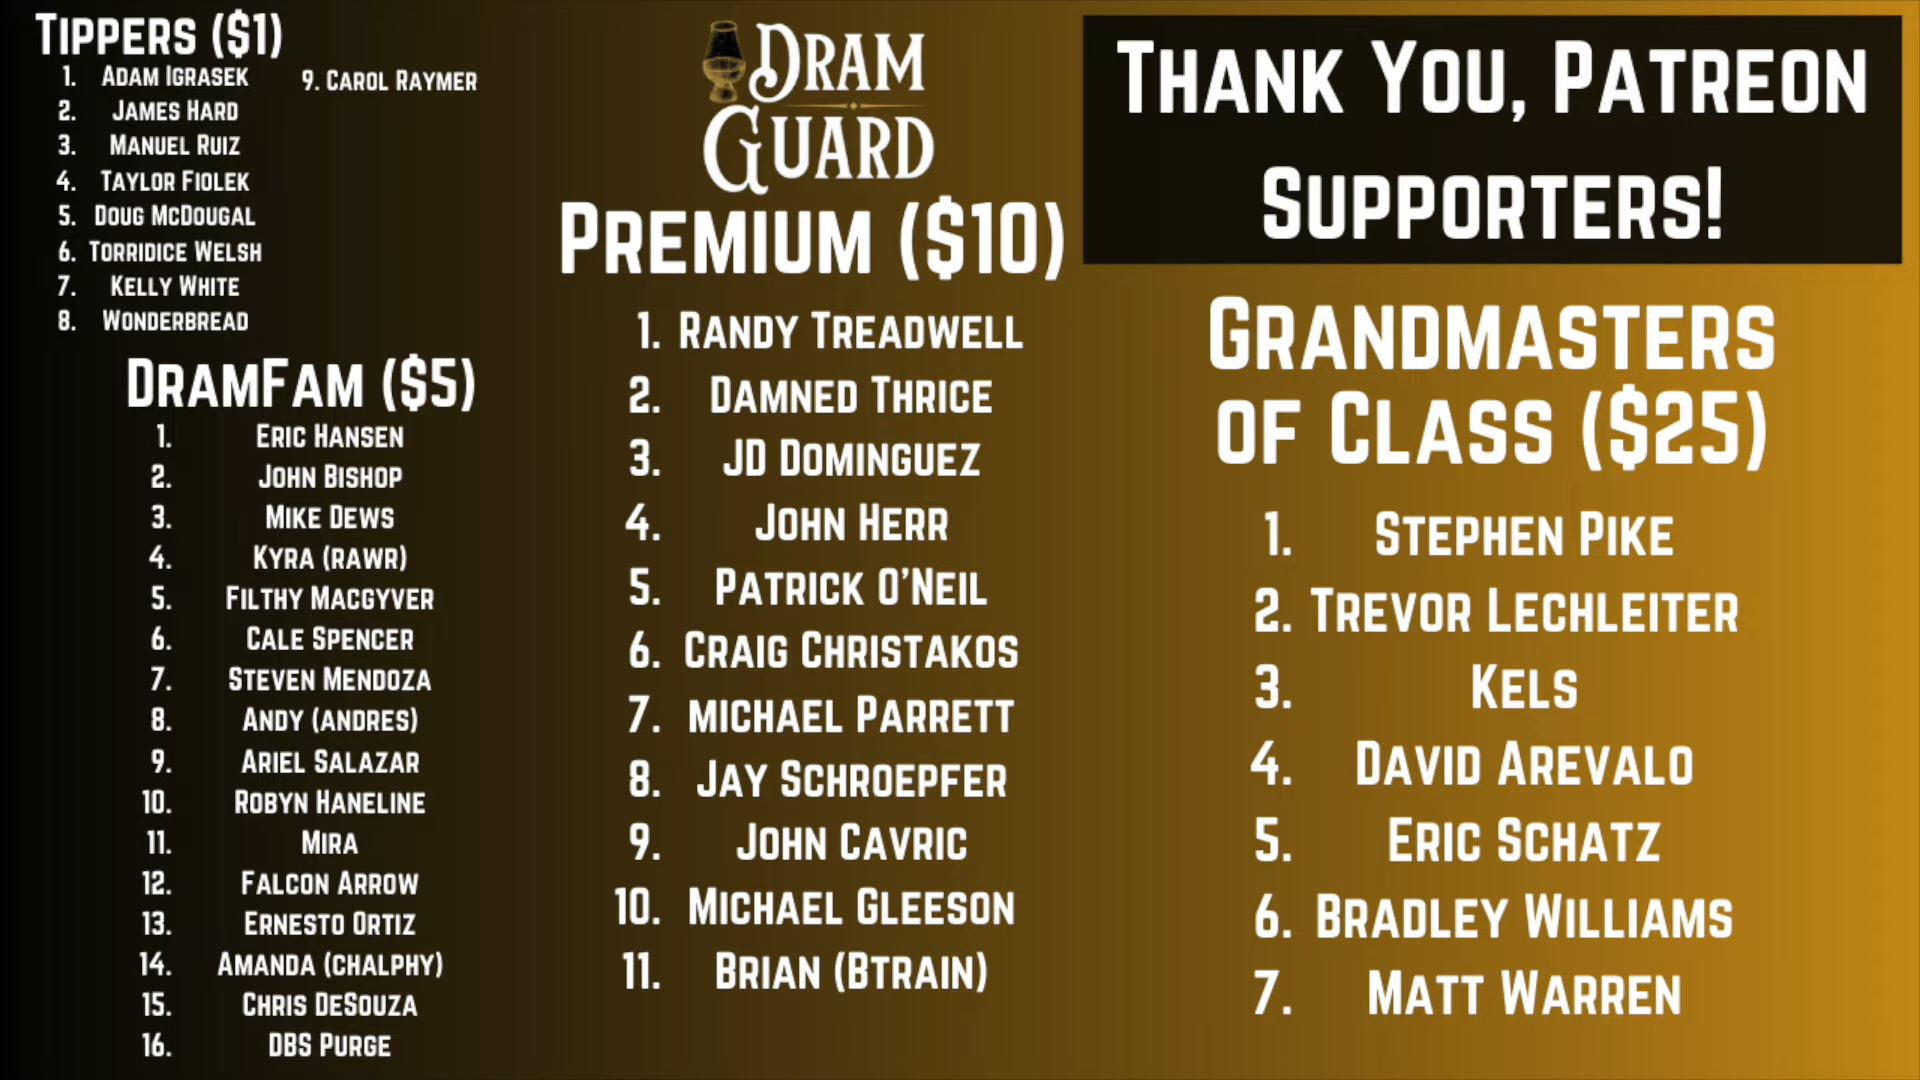 Tippers ($1)
1. Adam Igrasek
2. James Hard
3. Manuel Ruiz
4. Taylor Fiolek
5. Doug McDougal
6. Torridice Welsh
7. Kelly White
8. Wonderbread
9. Carol Raymer
DramFam ($5)
1. Eric Hansen
2. John Bishop
3. Mike Dews
4. Kyra (rawr)
5. Filthy Macgyver
6. Cale Spencer
7. Steven Mendoza
8. Andy (andres)
9. Ariel Salazar
10. Robyn Haneline
11. Mira
12. Falcon Arrow
13. Ernesto Ortiz
14. Amanda (chalphy)
15. Chris DeSouza
16. DBS Purge
Dram
Guard
Premium ($10)
1. Randy Treadwell
2. Damned Thrice
3. JD Dominguez
4. John Herr
5. Patrick O'Neil
6. Craig Christakos
7. michael Parrett
8. Jay Schroepfer
9. John Cavric
10. Michael Gleeson
11. Brian (Btrain)
Thank You, Patreon
Supporters!
Grandmasters
of Class ($25)
1. Stephen Pike
2. Trevor Lechleiter
3. Kels
4. David Arevalo
5. Eric Schatz
6. Bradley Williams
7. Matt Warren